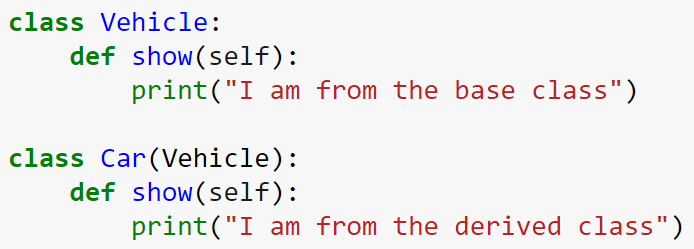 class Vehicle:
    def show(self):
        print("I am from the base class")
class Car(Vehicle):
    def show(self):
        print("I am from the derived class")